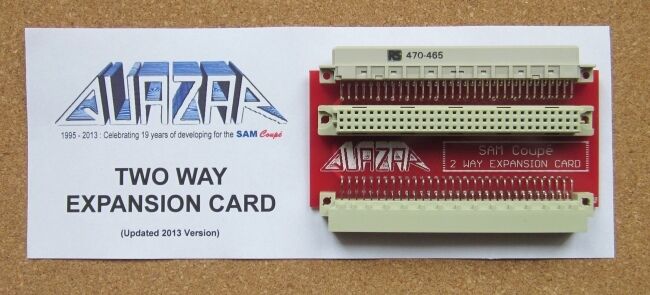 QUAZAR
1995 - 2013 : Celebrating 19 years of developing for the SAM Coupé
TWO WAY
EXPANSION CARD
(Updated 2013 Version)
RS 470-465
QUAZAR
SAM Coupé
2 WAY EXPANSION CARD